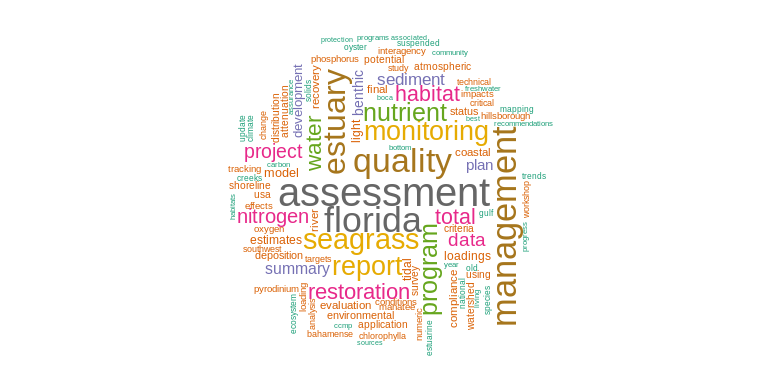 protection
programs associated
oyster
suspended
interagency
community
phosphorus
potential
study
atmospheric
sediment
technical
freshwater
benthic
final
habitat
impacts
boca
critical
mapping
recovery
solids
assurance
development
estuary
nutrient
status
hillsborough
best
recommendations
attenuation
distribution
change
climate
update
light
monitoring
water
bottom
project
quality
coastal
carbon
plan
tracking
creeks
model
management
trends
shoreline
usa
assessment
habitats
effects
workshop
nitrogen
river
florida
total
gulf
oxygen
criteria
program
progress
estimates
seagrass
data
southwest
deposition
targets
report
tidal
loadings
summary
year
old
using
survey
pyrodinium
restoration
compliance
national
living
species
watershed
loading
evaluation
conditions
manatee
ecosystem
analysis
environmental
numeric
ccmp
application
bahamense
chlorophylla
sources
estuarine